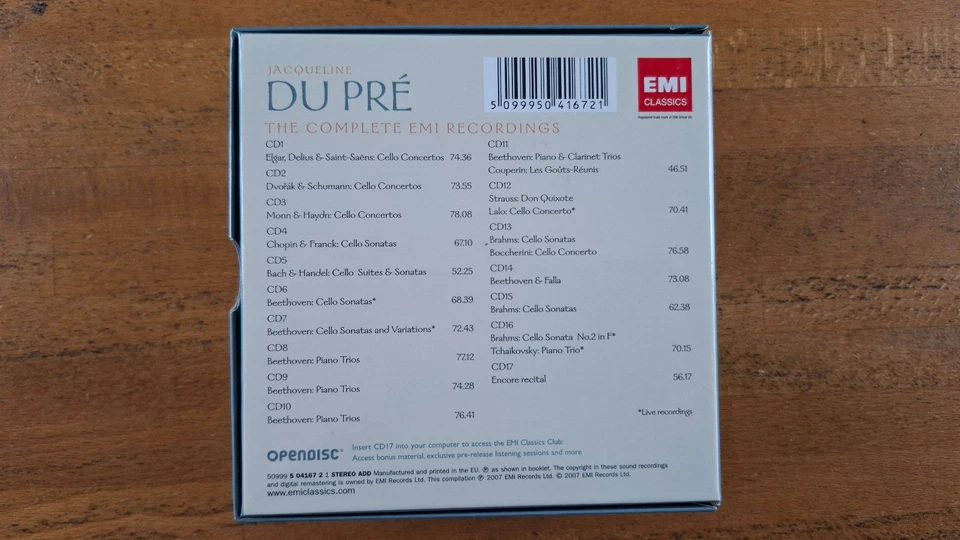 JACQUELINE
DU PRÉ
5 099950 416721
EMI
CLASSICS
THE COMPLETE EMI RECORDINGS
CD1
Elgar, Delius & Saint-Saëns: Cello Concertos 74.36
CD2
Dvořák & Schumann: Cello Concertos 73.55
CD3
Monn & Haydn: Cello Concertos 78.08
CD4
Chopin & Franck: Cello Sonatas 67.10
CD5
Bach & Handel: Cello Suites & Sonatas 52.25
CD6
Beethoven: Cello Sonatas* 68.39
CD7
Beethoven: Cello Sonatas and Variations* 72.43
CD8
Beethoven: Piano Trios 77.12
CD9
Beethoven: Piano Trios 74.28
CD10
Beethoven: Piano Trios 76.41
CD11
Beethoven: Piano & Clarinet Trios
Couperin: Les Goûts-Réunis 46.51
CD12
Strauss: Don Quixote
Lalo: Cello Concerto* 70.41
CD13
Brahms: Cello Sonatas
Boccherini: Cello Concerto 76.58
CD14
Beethoven & Falla 73.08
CD15
Brahms: Cello Sonatas 62.38
CD16
Brahms: Cello Sonata No.2 in F*
Tchaikovsky: Piano Trio* 70.15
CD17
Encore recital 56.17
*Live recordings
OPENDISC
Insert CD17 into your computer to access the EMI Classics Club:
Access bonus material, exclusive pre-release listening sessions and more
50999 5 04167 2 1 STEREO ADD Manufactured and printed in the EU. ℗ as shown in booklet. The copyright in these sound recordings
and digital remastering is owned by EMI Records Ltd. This compilation ℗ 2007 EMI Records Ltd. © 2007 EMI Records Ltd.
www.emiclassics.com